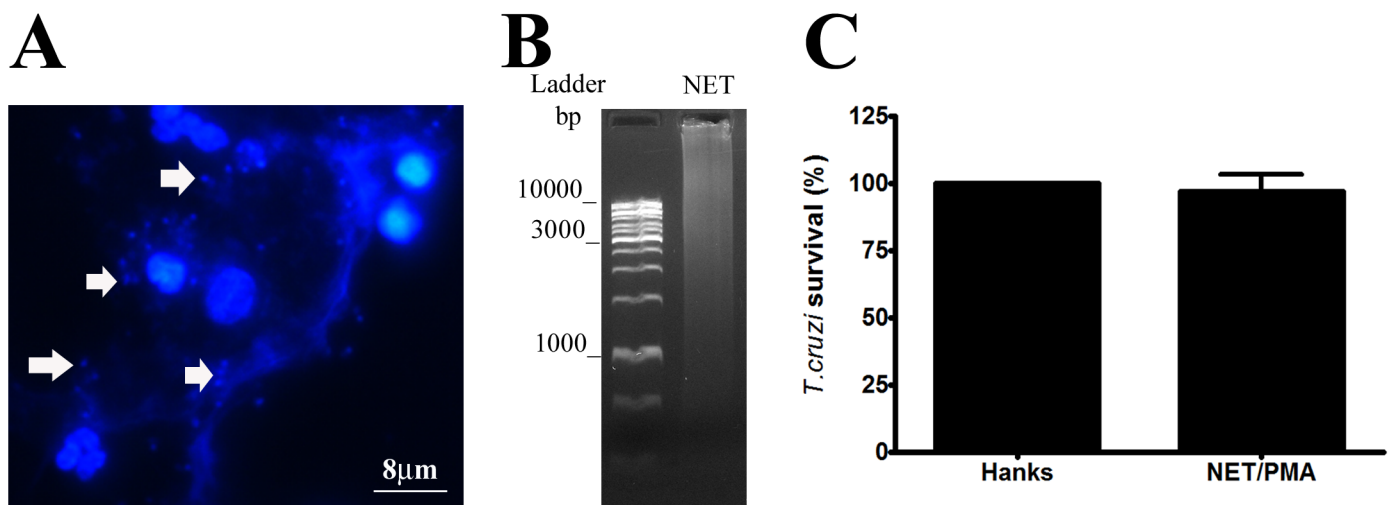 A
8μm
B
Ladder NET
bp
10000_
3000_
1000_
C
T.cruzi survival (%)
125
100
75
50
25
0
Hanks NET/PMA